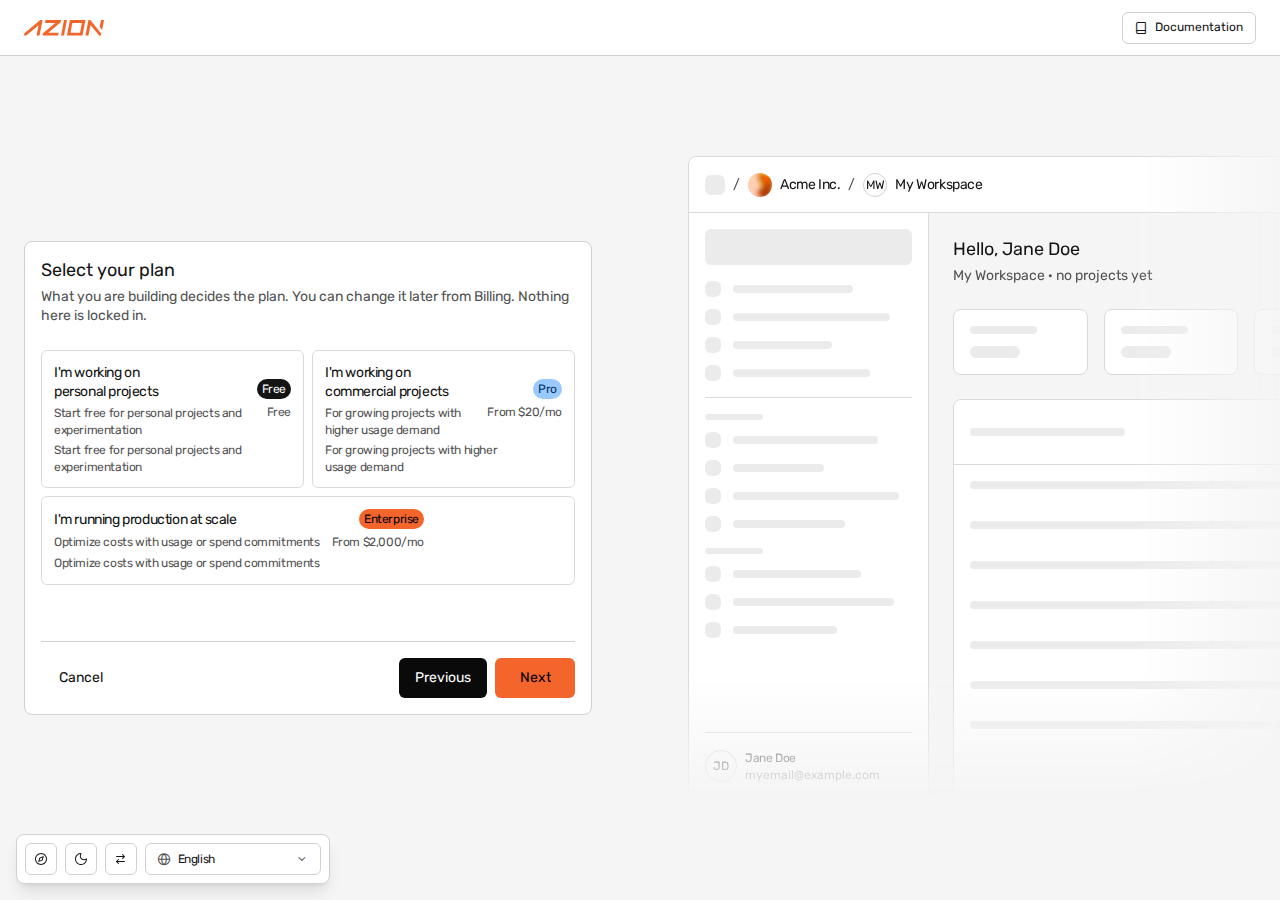 AZION
Documentation
/ Acme Inc. / MW My Workspace
Hello, Jane Doe
My Workspace • no projects yet
Select your plan
What you are building decides the plan. You can change it later from Billing. Nothing
here is locked in.
I'm working on
personal projects
Free
Start free for personal projects and
experimentation
Free
Start free for personal projects and
experimentation
I'm working on
commercial projects
Pro
For growing projects with
higher usage demand
From $20/mo
For growing projects with higher
usage demand
I'm running production at scale
Enterprise
Optimize costs with usage or spend commitments
From $2,000/mo
Optimize costs with usage or spend commitments
Cancel
Previous
Next
JD
Jane Doe
myemail@example.com
English